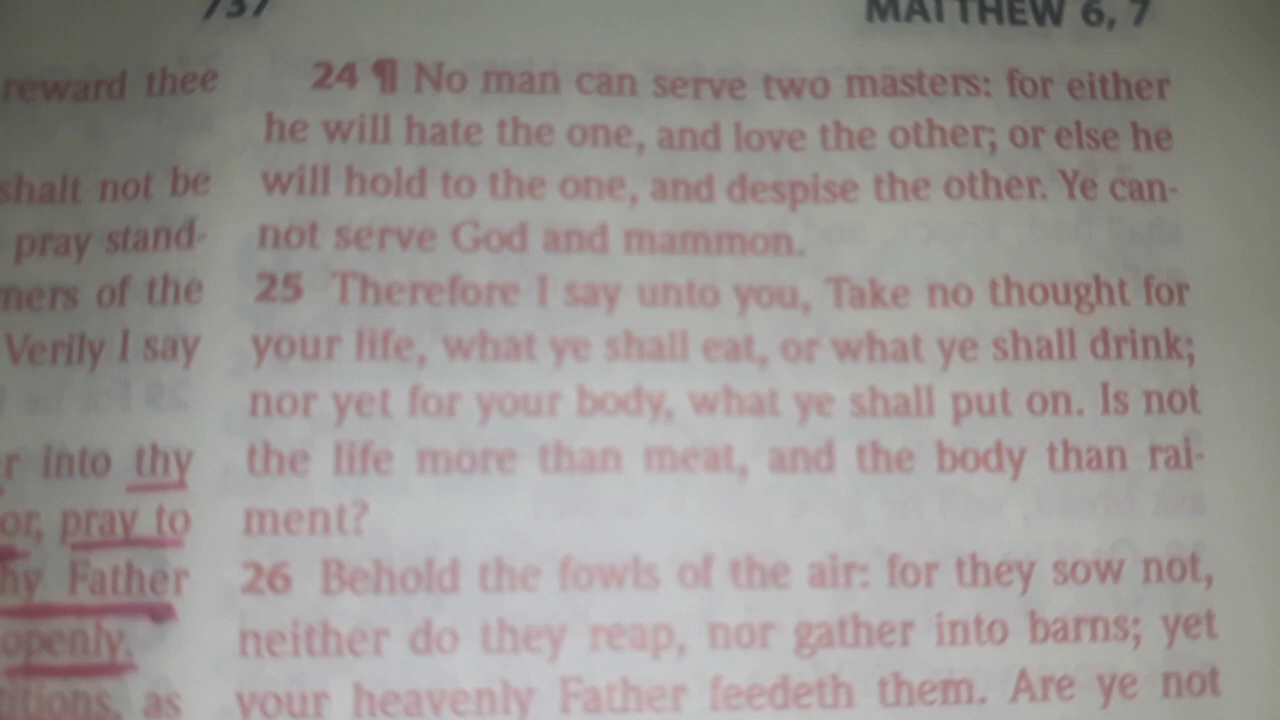 737
MATTHEW 6, 7
reward thee
shalt not be
pray stand-
ners of the
Verily I say
r into thy
or, pray to
hy Father
openly.
as
24 ¶ No man can serve two masters: for either
he will hate the one, and love the other; or else he
will hold to the one, and despise the other. Ye can-
not serve God and mammon.
25 Therefore I say unto you, Take no thought for
your life, what ye shall eat, or what ye shall drink;
nor yet for your body, what ye shall put on. Is not
the life more than meat, and the body than rai-
ment?
26 Behold the fowls of the air: for they sow not,
neither do they reap, nor gather into barns; yet
your heavenly Father feedeth them. Are ye not